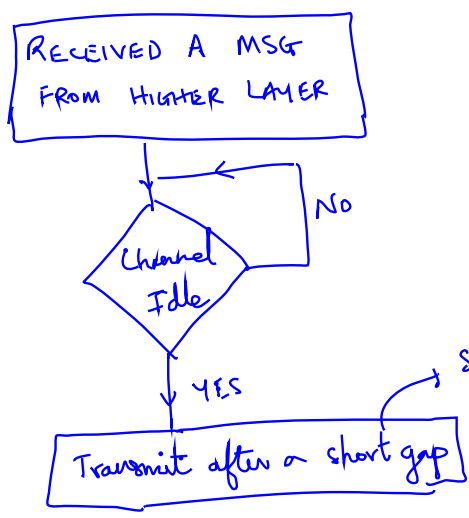 RECEIVED A MSG
FROM HIGHER LAYER
NO
Channel
Idle
YES
Transmit after a short gap